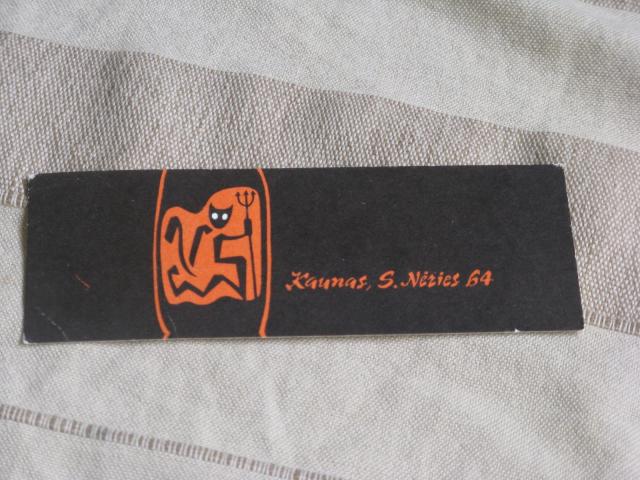 Kaunas, S. Nėries 64